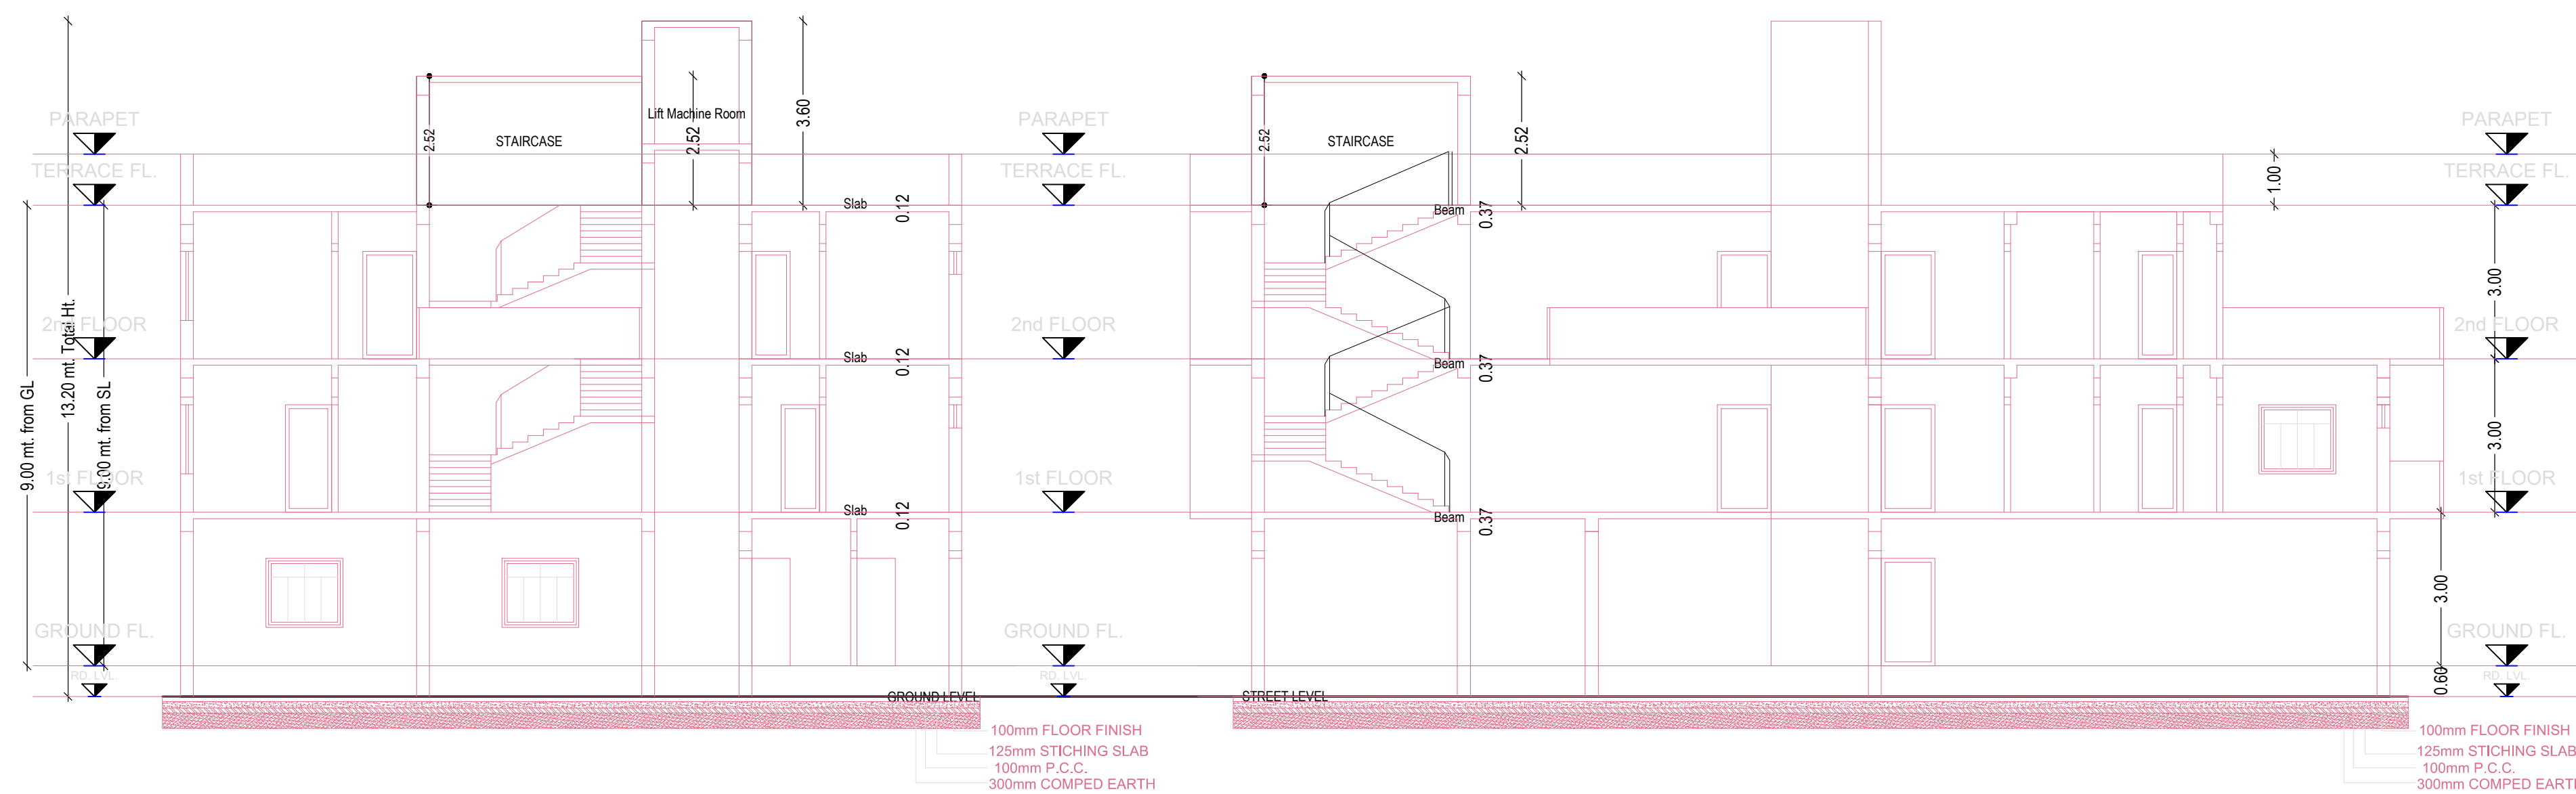 PARAPET
TERRACE FL.
2nd FLOOR
1st FLOOR
GROUND FL.
RD. LVL.
9.00 mt. from GL
13.20 mt. Total Ht.
9.00 mt. from SL
2.52
STAIRCASE
Lift Machine Room
2.52
3.60
Slab
0.12
Slab
0.12
Slab
0.12
GROUND LEVEL
100mm FLOOR FINISH
125mm STICHING SLAB
100mm P.C.C.
300mm COMPED EARTH
PARAPET
TERRACE FL.
2nd FLOOR
1st FLOOR
GROUND FL.
RD. LVL.
2.52
STAIRCASE
2.52
Beam
0.37
Beam
0.37
Beam
0.37
STREET LEVEL
1.00
3.00
3.00
3.00
0.60
PARAPET
TERRACE FL.
2nd FLOOR
1st FLOOR
GROUND FL.
RD. LVL.
100mm FLOOR FINISH
125mm STICHING SLAB
100mm P.C.C.
300mm COMPED EARTH